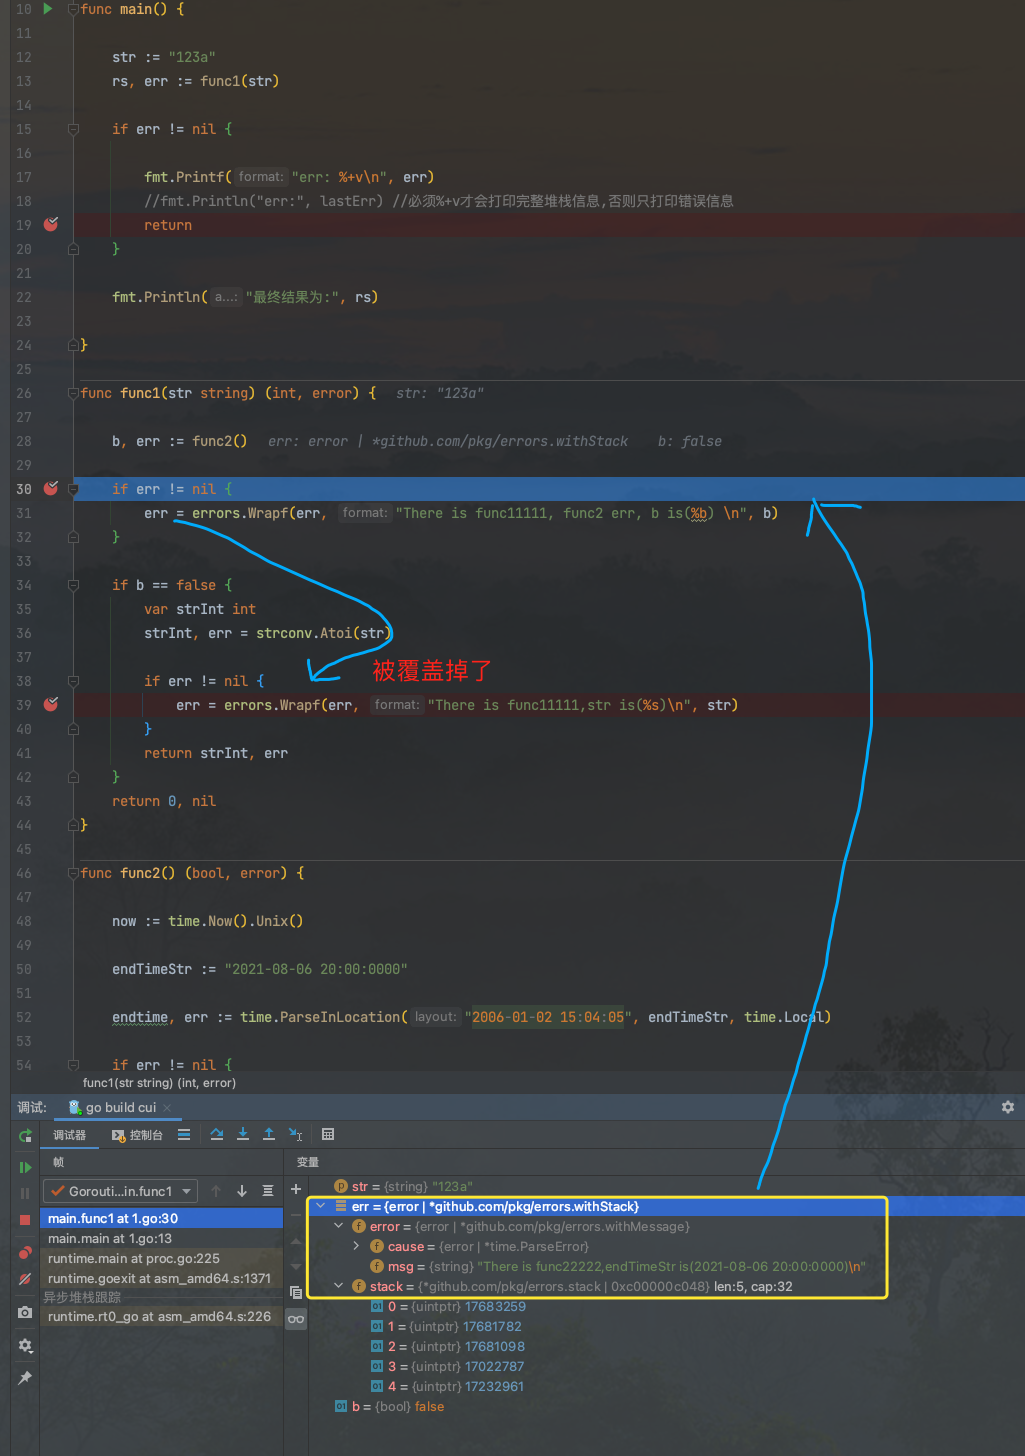 10 func main() {
11
12 str := "123a"
13 rs, err := func1(str)
14
15 if err != nil {
16
17 fmt.Printf( format: "err: %+v\n", err)
18 //fmt.Println("err:", lastErr) //必须%+v才会打印完整堆栈信息,否则只打印错误信息
19 return
20 }
21
22 fmt.Println( a...: "最终结果为:", rs)
23
24 }
25
26 func func1(str string) (int, error) { str: "123a"
27
28 b, err := func2() err: error | *github.com/pkg/errors.withStack b: false
29
30 if err != nil {
31 err = errors.Wrapf(err, format: "There is func11111, func2 err, b is(%b) \n", b)
32 }
33
34 if b == false {
35 var strInt int
36 strInt, err = strconv.Atoi(str)
37
被覆盖掉了
38 if err != nil {
39 err = errors.Wrapf(err, format: "There is func11111,str is(%s)\n", str)
40 }
41 return strInt, err
42 }
43 return 0, nil
44 }
45
46 func func2() (bool, error) {
47
48 now := time.Now().Unix()
49
50 endTimeStr := "2021-08-06 20:00:0000"
51
52 endtime, err := time.ParseInLocation( layout: "2006-01-02 15:04:05", endTimeStr, time.Local)
53
54 if err != nil {
func1(str string) (int, error)
调试: go build cui
调试器 控制台
帧 变量
Gorouti...in.func1
main.func1 at 1.go:30
main.main at 1.go:13
runtime.main at proc.go:225
runtime.goexit at asm_amd64.s:1371
异步堆栈跟踪
runtime.rt0_go at asm_amd64.s:226
str = {string} "123a"
err = {error | *github.com/pkg/errors.withStack}
error = {error | *github.com/pkg/errors.withMessage}
cause = {error | *time.ParseError}
msg = {string} "There is func22222,endTimeStr is(2021-08-06 20:00:0000)\n"
stack = {*github.com/pkg/errors.stack | 0xc00000c048} len:5, cap:32
0 = {uintptr} 17683259
1 = {uintptr} 17681782
2 = {uintptr} 17681098
3 = {uintptr} 17022787
4 = {uintptr} 17232961
b = {bool} false